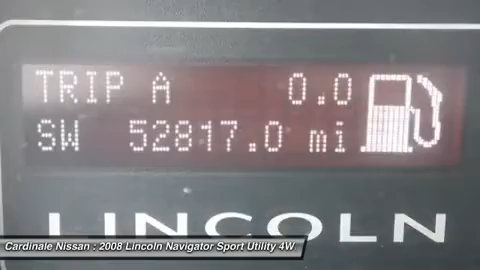 TRIP A 0.0
SW 52817.0 mi
LINCOLN
Cardinale Nissan : 2008 Lincoln Navigator Sport Utility 4W